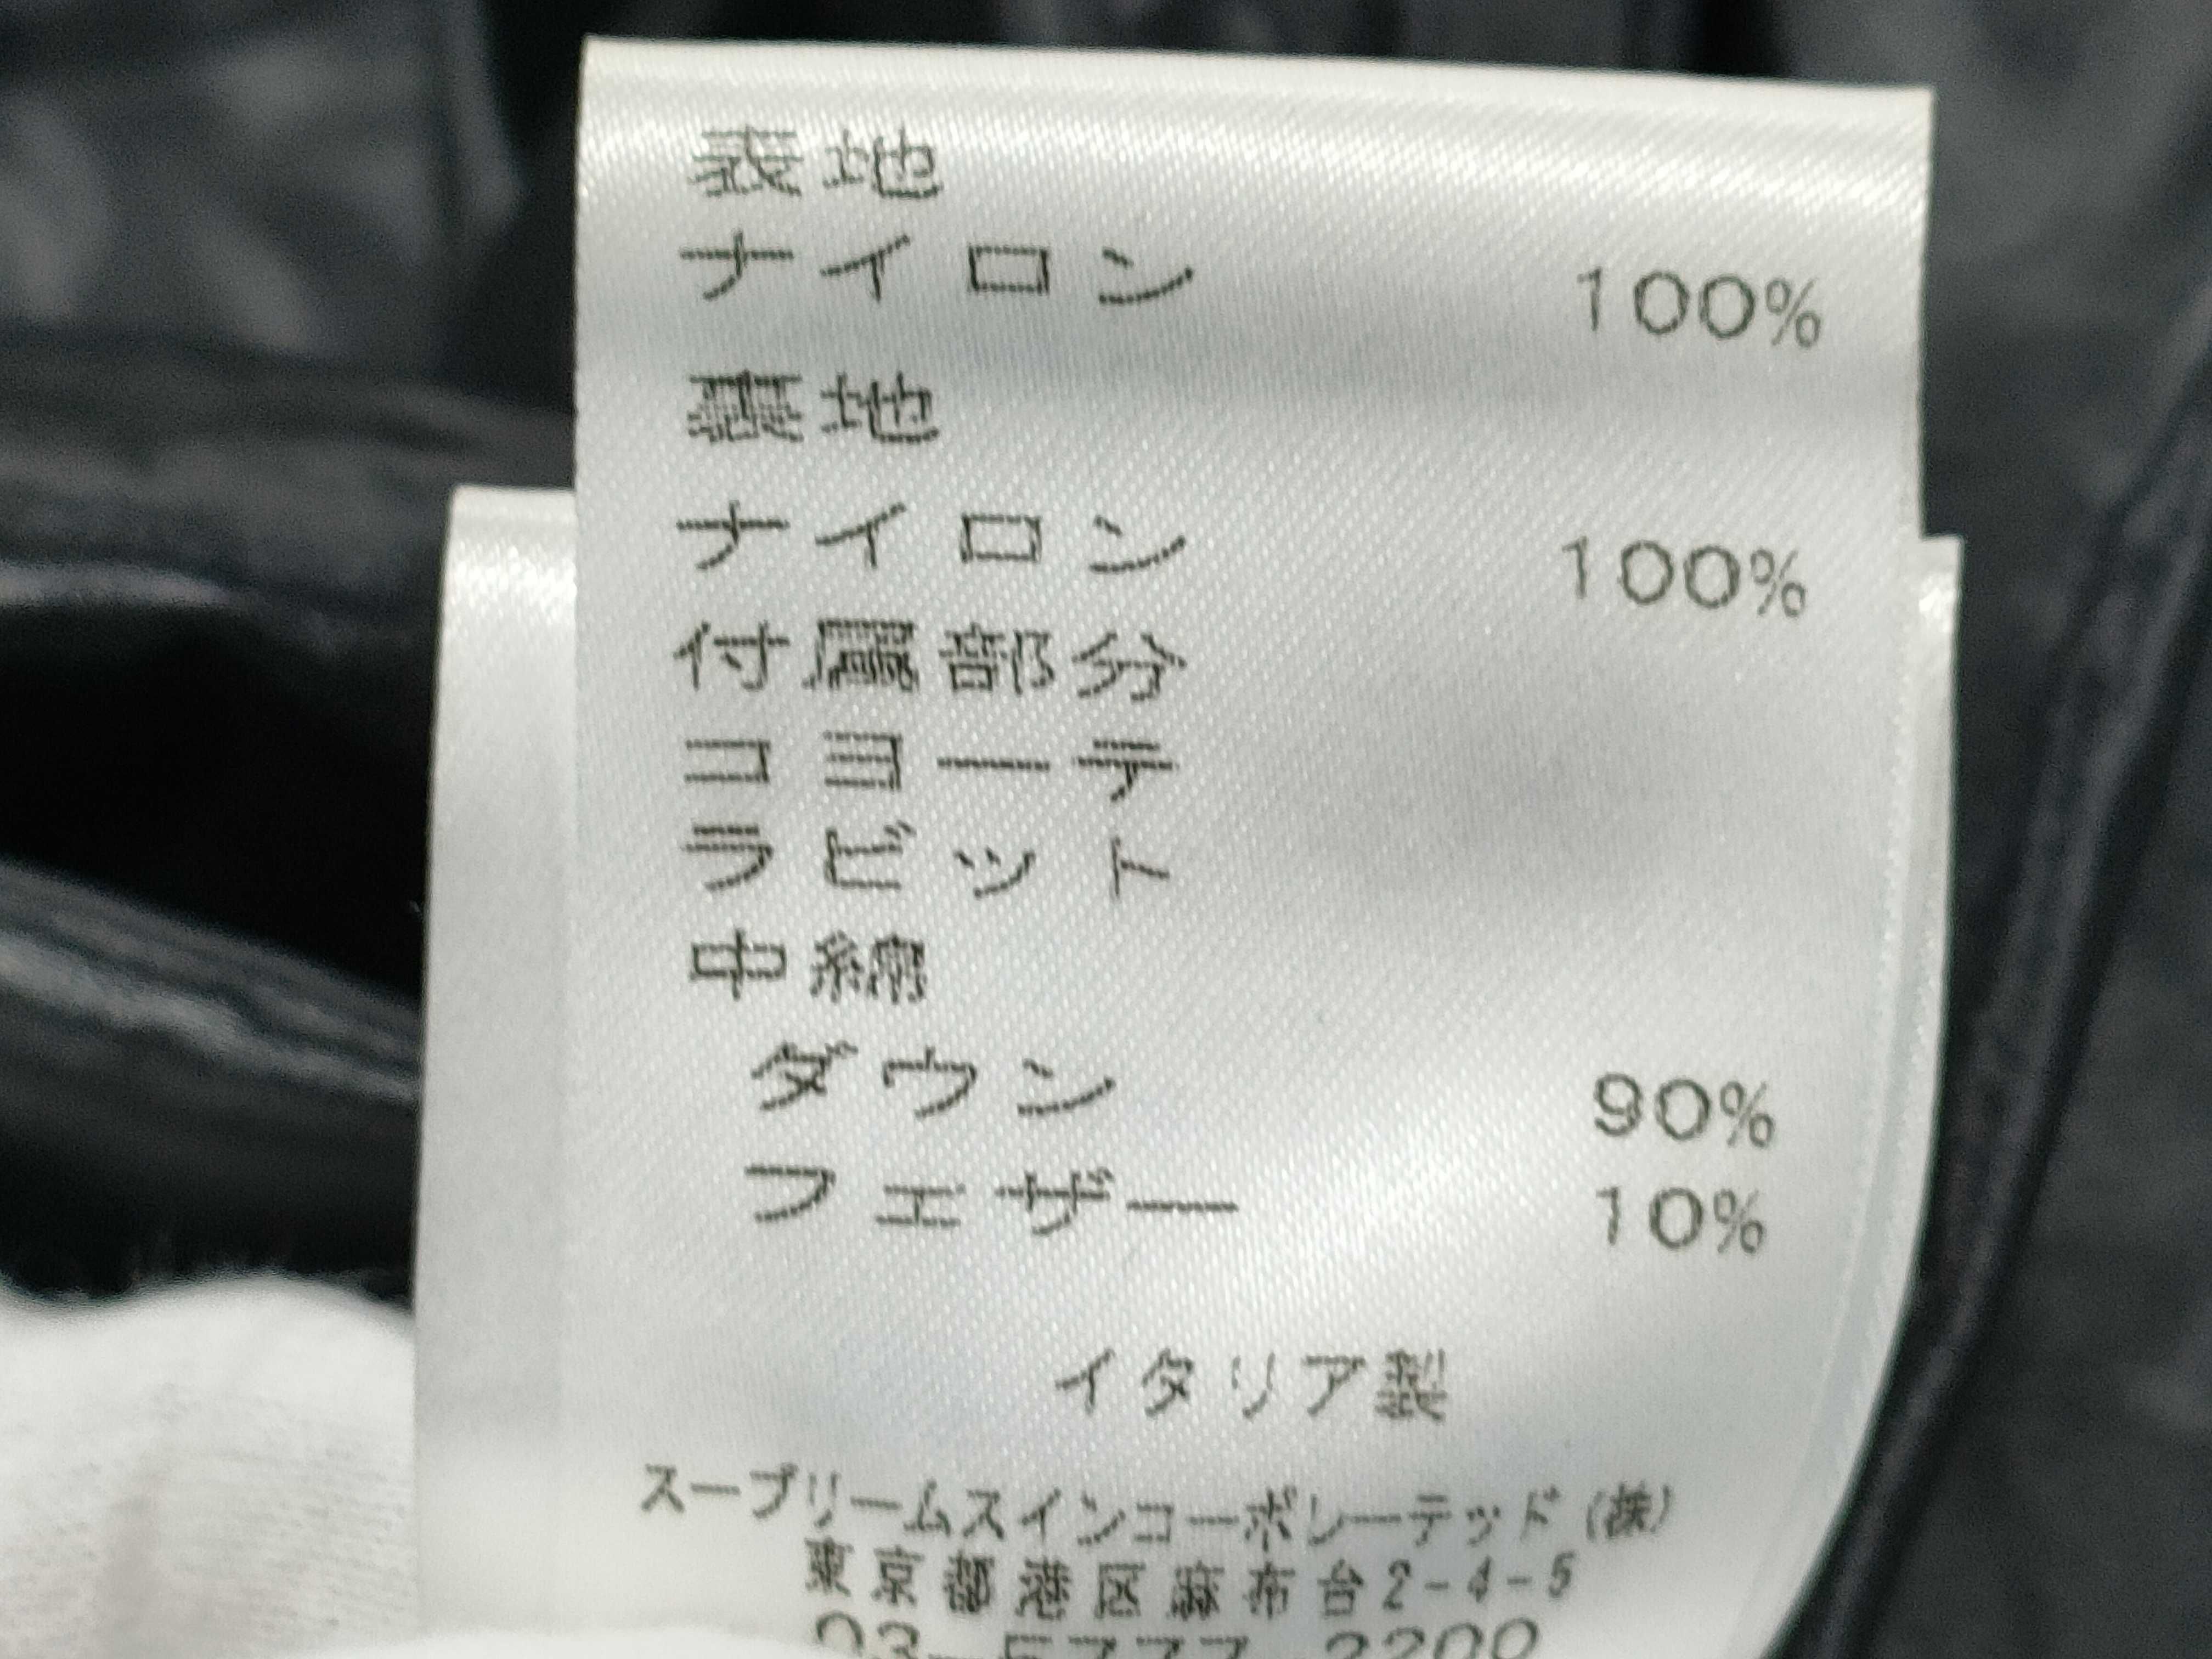 表地
ナイロン 100%
裏地
ナイロン 100%
付属部分
コヨーテ
ラビット
中綿
ダウン 90%
フェザー 10%
イタリア製
スープリームスインコーポレーテッド(株)
東京都港区麻布台2-4-5